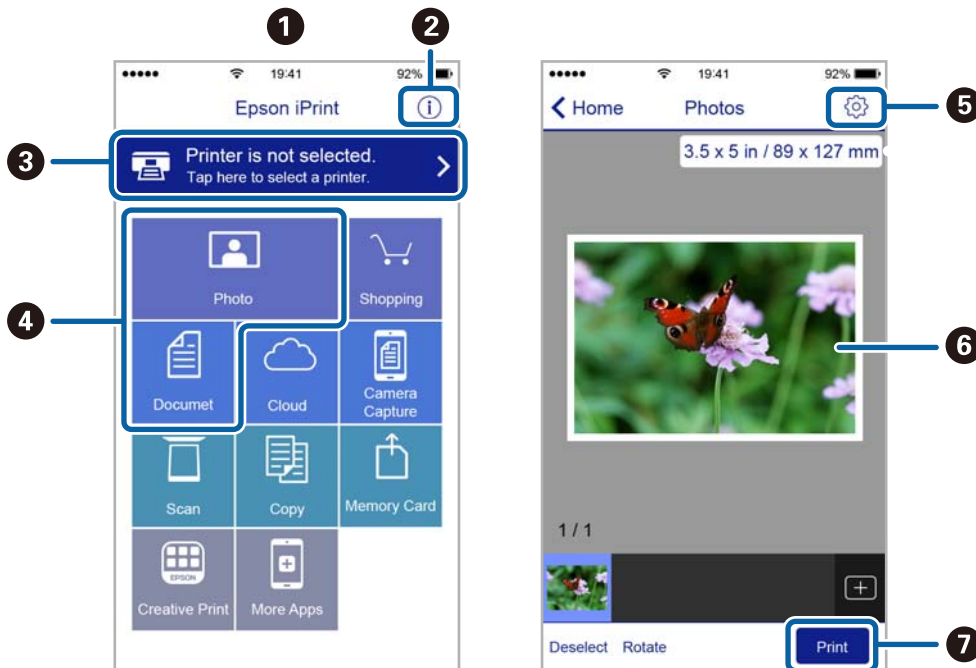 1
2
19:41
92%
Epson iPrint
3
Printer is not selected.
Tap here to select a printer.
4
Photo
Shopping
Documet
Cloud
Camera
Capture
Scan
Copy
Memory Card
EPSON
Creative Print
More Apps
19:41
92%
Home
Photos
5
3.5 x 5 in / 89 x 127 mm
6
1 / 1
Deselect
Rotate
Print
7